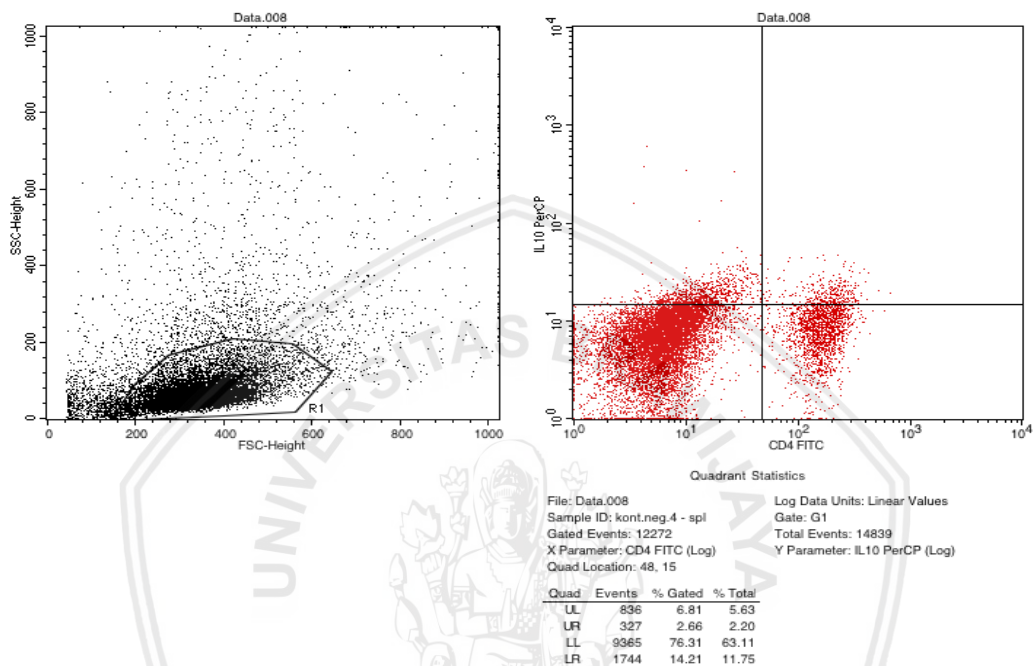 Data.008
1000
800
600
400
200
0
SSC-Height
0 200 400 600 800 1000
FSC-Height
R1
Data.008
10^4
10^3
10^2
10^1
10^0
IL10 PerCP
10^0 10^1 10^2 10^3 10^4
CD4 FITC
UNIVERSITAS B
WIJAYA
Quadrant Statistics
File: Data.008 Log Data Units: Linear Values
Sample ID: kont.neg.4 - spl Gate: G1
Gated Events: 12272 Total Events: 14839
X Parameter: CD4 FITC (Log) Y Parameter: IL10 PerCP (Log)
Quad Location: 48, 15
Quad Events % Gated % Total
UL 836 6.81 5.63
UR 327 2.66 2.20
LL 9365 76.31 63.11
LR 1744 14.21 11.75